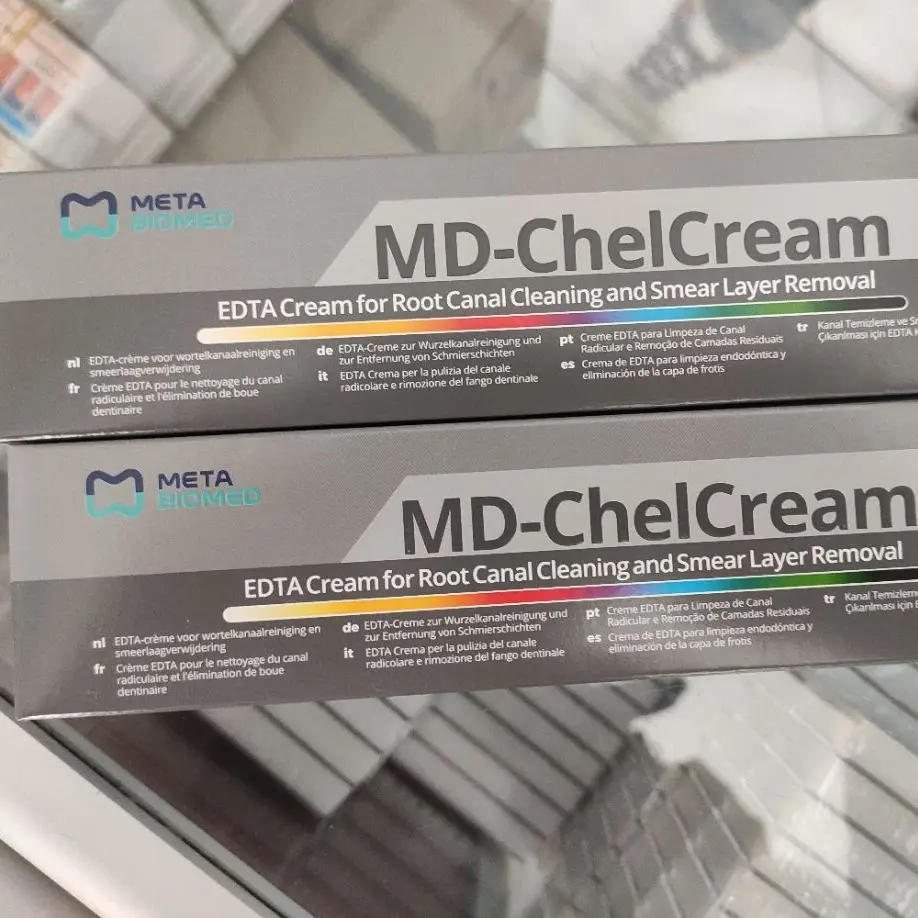 META
BIOMED
MD-ChelCream
EDTA Cream for Root Canal Cleaning and Smear Layer Removal
nl EDTA-crème voor wortelkanaalreiniging en
smeerlaagverwijdering
fr Crème EDTA pour le nettoyage du canal
radiculaire et l'élimination de boue
dentinaire
de EDTA-Creme zur Wurzelkanalreinigung und
zur Entfernung von Schmierschichten
it EDTA Crema per la pulizia del canale
radicolare e rimozione del fango dentinale
pt Creme EDTA para Limpeza de Canal
Radicular e Remoção de Camadas Residuais
es Crema de EDTA para limpieza endodóntica y
eliminación de la capa de frotis
tr Kanal Temizleme ve
Çıkarılması için EDTA
META
BIOMED
MD-ChelCream
EDTA Cream for Root Canal Cleaning and Smear Layer Removal
nl EDTA-crème voor wortelkanaalreiniging en
smeerlaagverwijdering
fr Crème EDTA pour le nettoyage du canal
radiculaire et l'élimination de boue
dentinaire
de EDTA-Creme zur Wurzelkanalreinigung und
zur Entfernung von Schmierschichten
it EDTA Crema per la pulizia del canale
radicolare e rimozione del fango dentinale
pt Creme EDTA para Limpeza de Canal
Radicular e Remoção de Camadas Residuais
es Crema de EDTA para limpieza endodóntica y
eliminación de la capa de frotis
tr Kanal Temizleme
Çıkarılması için